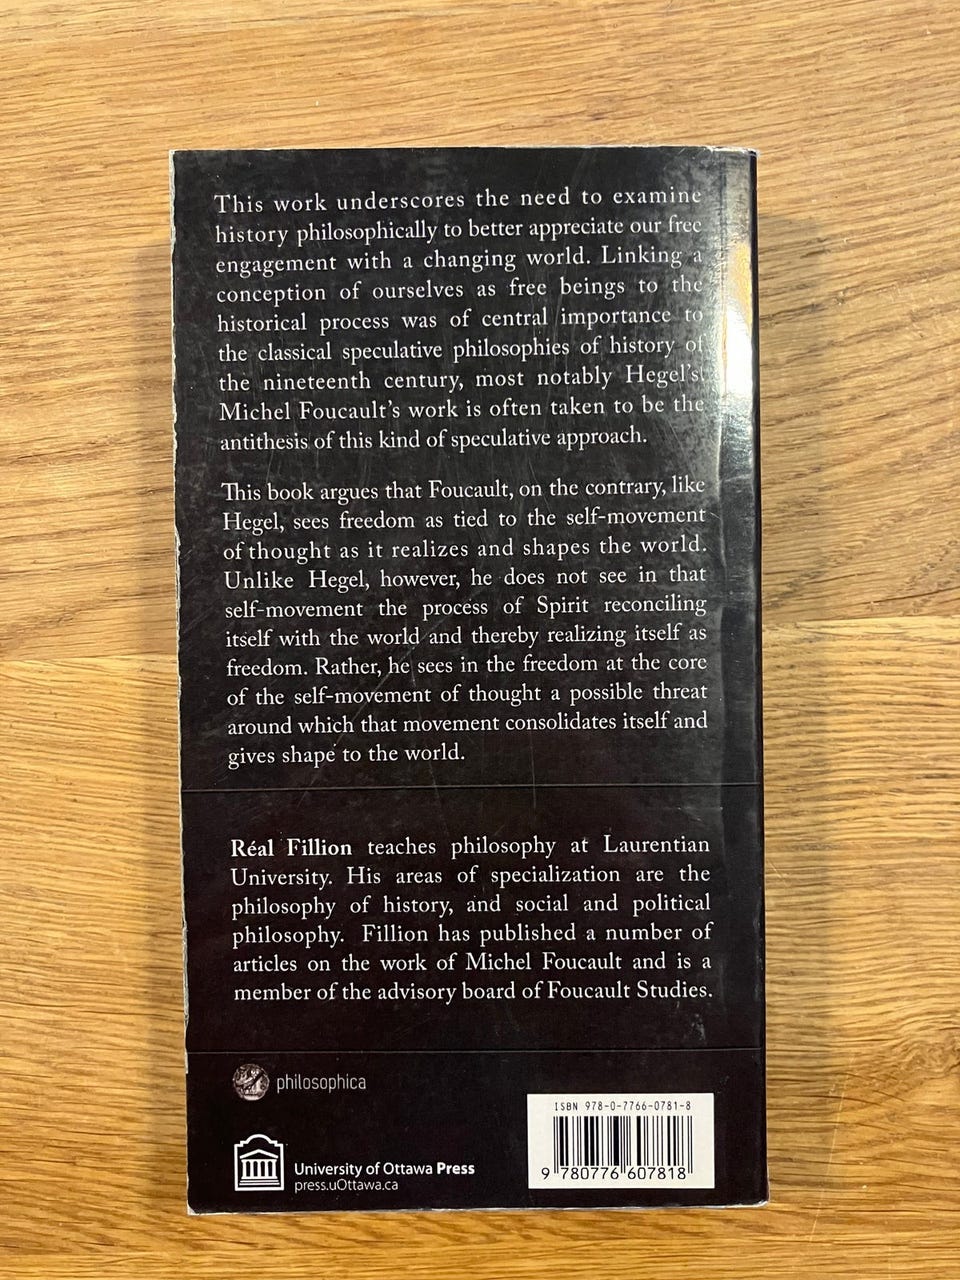 This work underscores the need to examine
history philosophically to better appreciate our free
engagement with a changing world. Linking a
conception of ourselves as free beings to the
historical process was of central importance to
the classical speculative philosophies of history of
the nineteenth century, most notably Hegel's.
Michel Foucault's work is often taken to be the
antithesis of this kind of speculative approach.
This book argues that Foucault, on the contrary, like
Hegel, sees freedom as tied to the self-movement
of thought as it realizes and shapes the world.
Unlike Hegel, however, he does not see in that
self-movement the process of Spirit reconciling
itself with the world and thereby realizing itself as
freedom. Rather, he sees in the freedom at the core
of the self-movement of thought a possible threat
around which that movement consolidates itself and
gives shape to the world.
Réal Fillion teaches philosophy at Laurentian
University. His areas of specialization are the
philosophy of history, and social and political
philosophy. Fillion has published a number of
articles on the work of Michel Foucault and is a
member of the advisory board of Foucault Studies.
philosophica
ISBN 978-0-7766-0781-8
9 780776 607818
University of Ottawa Press
press.uOttawa.ca